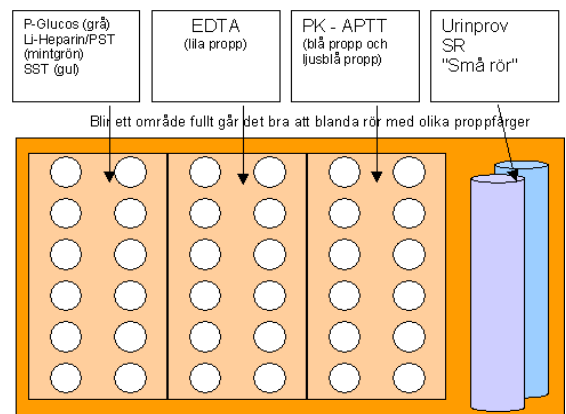 P-Glucos (grå)
Li-Heparin/PST
(mintgrön)
SST (gul)
EDTA
(lila propp)
PK - APTT
(blå propp och
ljusblå propp)
Urinprov
SR
"Små rör"
Blir ett område fullt går det bra att blanda rör med olika proppfärger